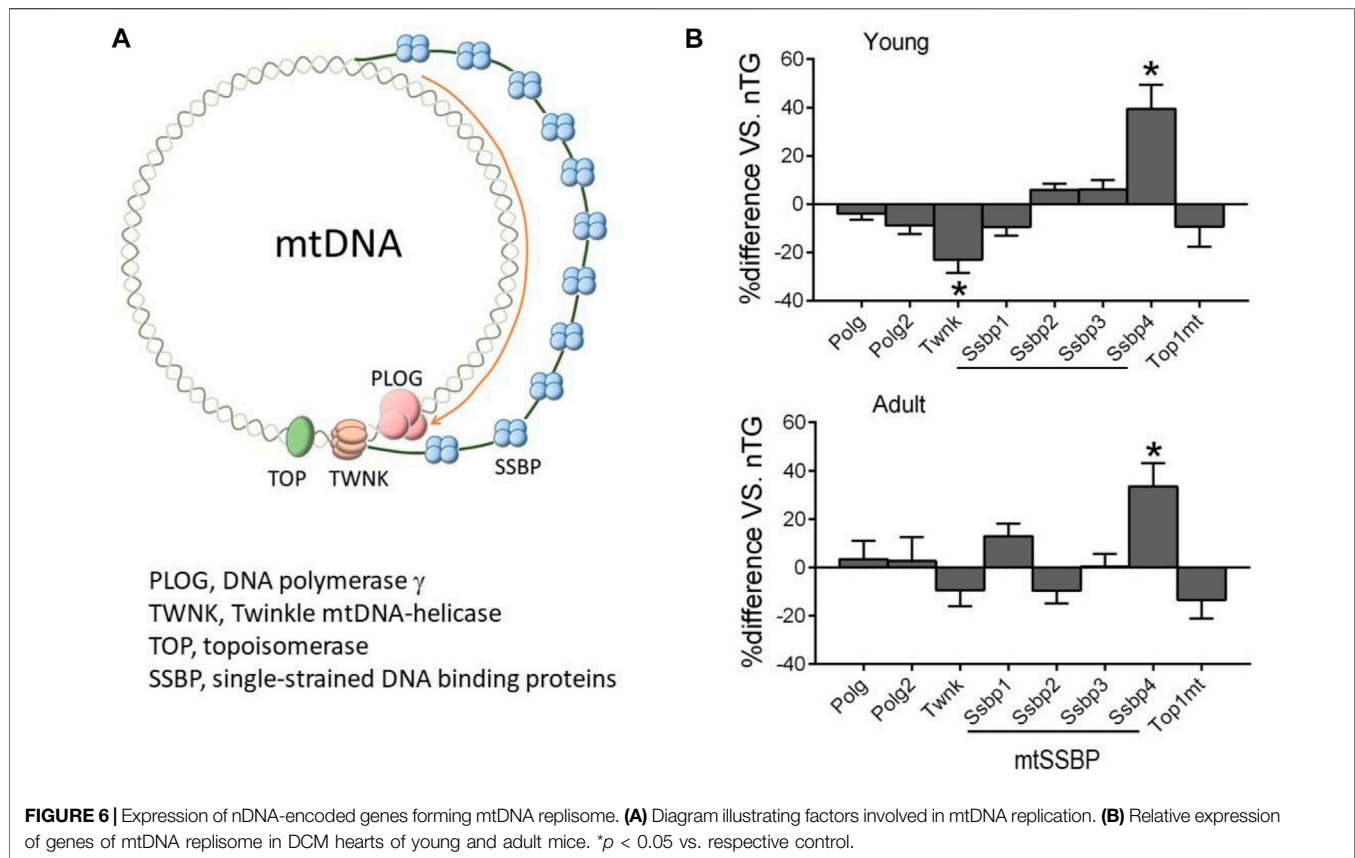 A
mtDNA
PLOG
TOP
TWNK
SSBP
PLOG, DNA polymerase γ
TWNK, Twinkle mtDNA-helicase
TOP, topoisomerase
SSBP, single-strained DNA binding proteins
B
Young
%difference VS. nTG
60
40
20
0
-20
-40
*
*
Polg
Polg2
Twnk
Ssbp1
Ssbp2
Ssbp3
Ssbp4
Top1mt
Adult
%difference VS. nTG
60
40
20
0
-20
-40
*
Polg
Polg2
Twnk
Ssbp1
Ssbp2
Ssbp3
Ssbp4
Top1mt
mtSSBP
FIGURE 6 | Expression of nDNA-encoded genes forming mtDNA replisome. (A) Diagram illustrating factors involved in mtDNA replication. (B) Relative expression
of genes of mtDNA replisome in DCM hearts of young and adult mice. *p < 0.05 vs. respective control.